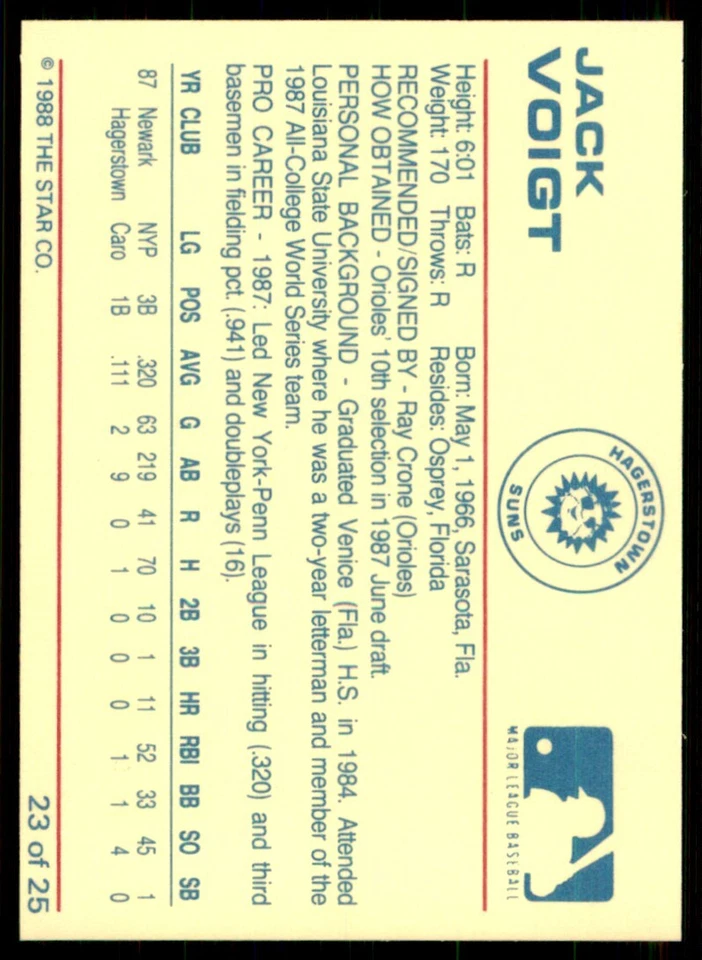 JACK
VOIGT
HAGERSTOWN
SUNS
MAJOR LEAGUE BASEBALL
Height: 6:01 Bats: R Born: May 1, 1966, Sarasota, Fla.
Weight: 170 Throws: R Resides: Osprey, Florida
RECOMMENDED/SIGNED BY - Ray Crone (Orioles)
HOW OBTAINED - Orioles' 10th selection in 1987 June draft.
PERSONAL BACKGROUND - Graduated Venice (Fla.) H.S. in 1984. Attended
Louisiana State University where he was a two-year letterman and member of the
1987 All-College World Series team.
PRO CAREER - 1987: Led New York-Penn League in hitting (.320) and third
basemen in fielding pct. (.941) and doubleplays (16).
YR CLUB LG POS AVG G AB R H 2B 3B HR RBI BB SO SB
87 Newark NYP 3B .320 63 219 41 70 10 1 11 52 33 45 1
Hagerstown Caro 1B .111 2 9 0 1 0 0 0 1 1 4 0
© 1988 THE STAR CO.
23 of 25